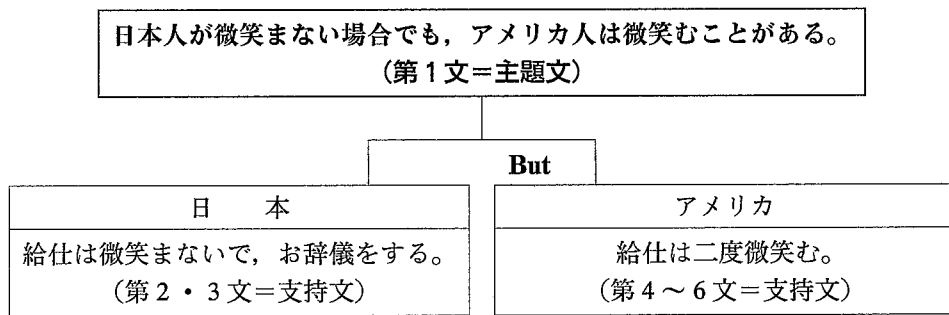 日本人が微笑まない場合でも，アメリカ人は微笑むことがある。
（第１文＝主題文）
But
日　　本
給仕は微笑まないで，お辞儀をする。
（第２・３文＝支持文）
アメリカ
給仕は二度微笑む。
（第４～６文＝支持文）